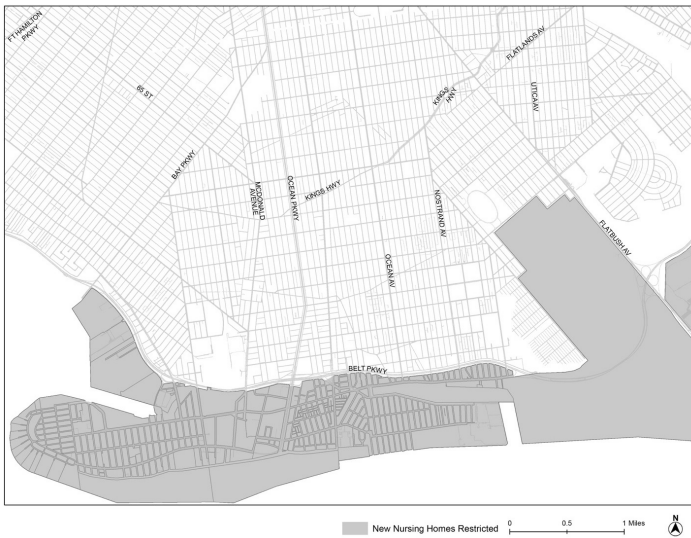 FT HAMILTON
PKWY
65 ST
BAY PKWY
MCDONALD
AVENUE
OCEAN PKWY
KINGS HWY
KINGS
HWY
FLATLANDS AV
UTICA AV
NOSTRAND AV
OCEAN AV
FLATBUSH AV
BELT PKWY
New Nursing Homes Restricted
0 0.5 1 Miles
N